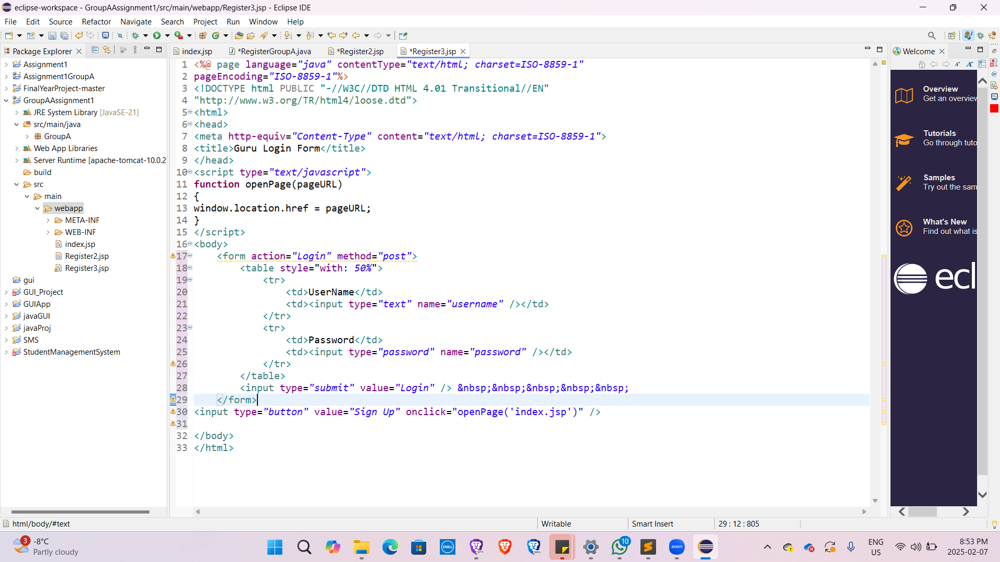 eclipse-workspace - GroupAAssignment1/src/main/webapp/Register3.jsp - Eclipse IDE
File Edit Source Refactor Navigate Search Project Run Window Help
Package Explorer
Assignment1
Assignment1GroupA
FinalYearProject-master
GroupAAssignment1
JRE System Library [JavaSE-21]
src/main/java
GroupA
Web App Libraries
Server Runtime [apache-tomcat-10.0.2
build
src
main
webapp
META-INF
WEB-INF
index.jsp
Register2.jsp
Register3.jsp
gui
GUI_Project
GUIApp
javaGUI
javaProj
SMS
StudentManagementSystem
index.jsp *RegisterGroupA.java *Register2.jsp *Register3.jsp
1 <%@ page language="java" contentType="text/html; charset=ISO-8859-1"
2 pageEncoding="ISO-8859-1"%>
3 <!DOCTYPE html PUBLIC "-//W3C//DTD HTML 4.01 Transitional//EN"
4 "http://www.w3.org/TR/html4/loose.dtd">
5 <html>
6 <head>
7 <meta http-equiv="Content-Type" content="text/html; charset=ISO-8859-1">
8 <title>Guru Login Form</title>
9 </head>
10 <script type="text/javascript">
11 function openPage(pageURL)
12 {
13 window.location.href = pageURL;
14 }
15 </script>
16 <body>
17 <form action="Login" method="post">
18 <table style="with: 50%">
19 <tr>
20 <td>UserName</td>
21 <td><input type="text" name="username" /></td>
22 </tr>
23 <tr>
24 <td>Password</td>
25 <td><input type="password" name="password" /></td>
26 </tr>
27 </table>
28 <input type="submit" value="Login" /> &nbsp;&nbsp;&nbsp;&nbsp;&nbsp;
29 </form>
30 <input type="button" value="Sign Up" onclick="openPage('index.jsp')" />
31
32 </body>
33 </html>
Welcome
Overview
Get an overview
Tutorials
Go through tuto
Samples
Try out the sam
What's New
Find out what is
ecl
html/body/#text
Writable
Smart Insert
29 : 12 : 805
3
-8°C
Partly cloudy
DELL
beta
10
zoom
ENG
US
8:53 PM
2025-02-07